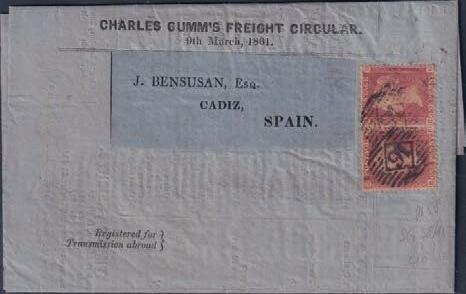 CHARLES GUMM'S FREIGHT CIRCULAR.
9th March, 1861.
J. BENSUSAN, ESQ.
CADIZ,
SPAIN.
Registered for }
Transmission abroad }